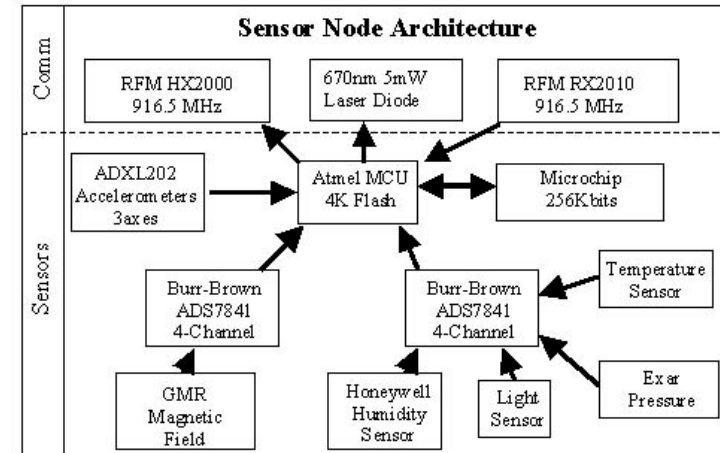 Sensor Node Architecture
Comm
RFM HX2000
916.5 MHz
670nm 5mW
Laser Diode
RFM RX2010
916.5 MHz
Sensors
ADXL202
Accelerometers
3axes
Atmel MCU
4K Flash
Microchip
256Kbits
Burr-Brown
ADS7841
4-Channel
Burr-Brown
ADS7841
4-Channel
Temperature
Sensor
GMR
Magnetic
Field
Honeywell
Humidity
Sensor
Light
Sensor
Exar
Pressure